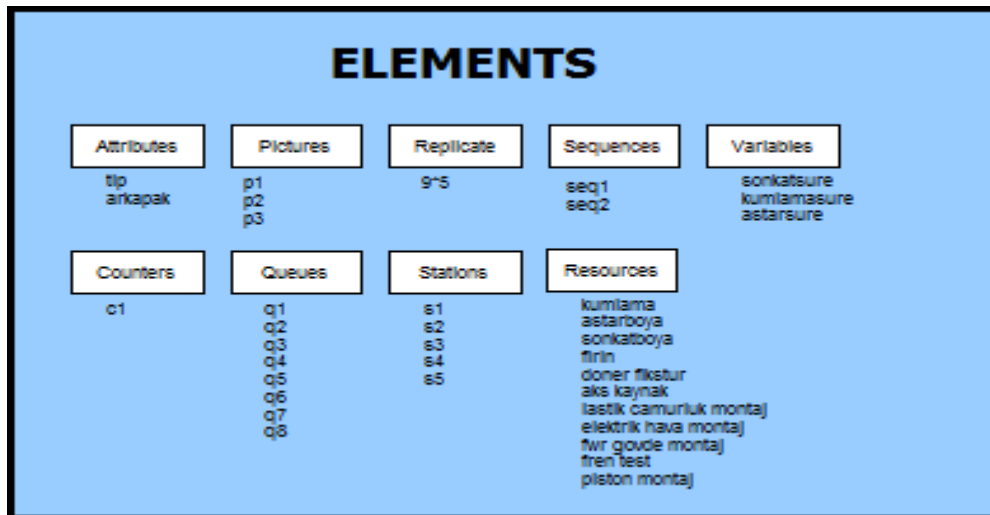 ELEMENTS
Attributes
tip
arkapak
Pictures
p1
p2
p3
Replicate
9*5
Sequences
seq1
seq2
Variables
sonkatsure
kumlamasure
astarsure
Counters
c1
Queues
q1
q2
q3
q4
q5
q6
q7
q8
Stations
s1
s2
s3
s4
s5
Resources
kumlama
astarboya
sonkatboya
firin
doner fikstur
aks kaynak
lastik camurluk montaj
elektrik hava montaj
fwr govde montaj
fren test
piston montaj